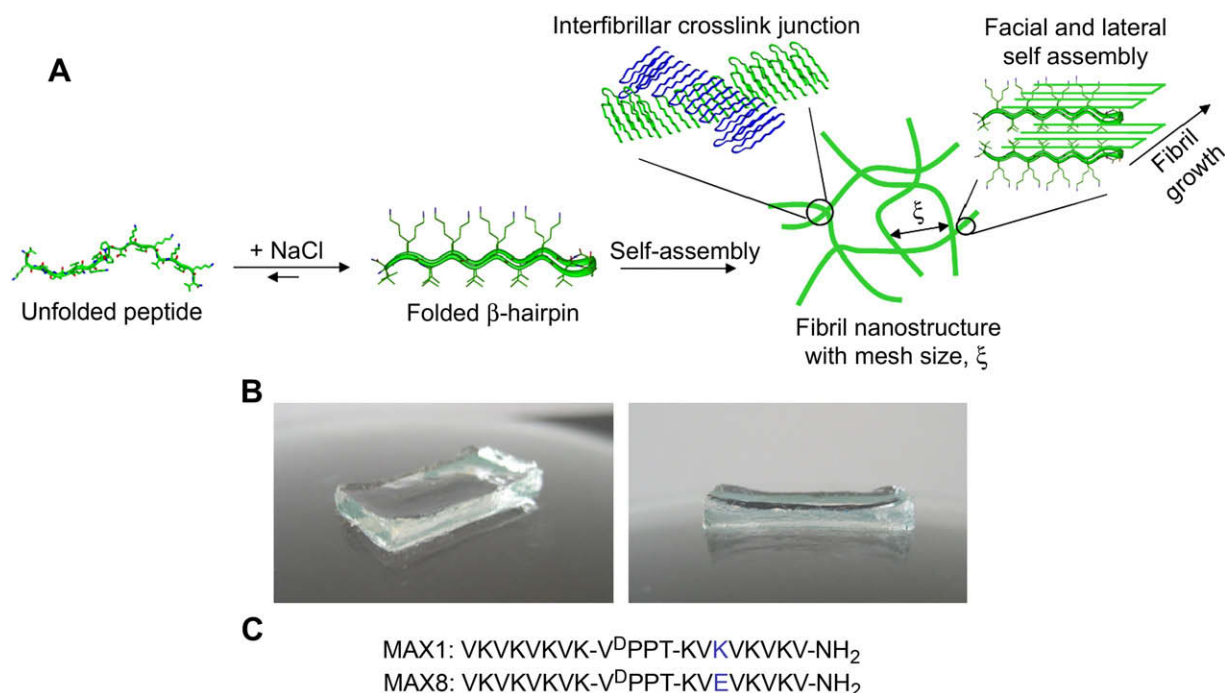 A
Interfibrillar crosslink junction
Facial and lateral
self assembly
Fibril
growth
+ NaCl
Self-assembly
ξ
Unfolded peptide
Folded β-hairpin
Fibril nanostructure
with mesh size, ξ
B
C
MAX1: VKVKVKVK-VᴰPPT-KVKVKVKV-NH₂
MAX8: VKVKVKVK-VᴰPPT-KVEVKVKV-NH₂